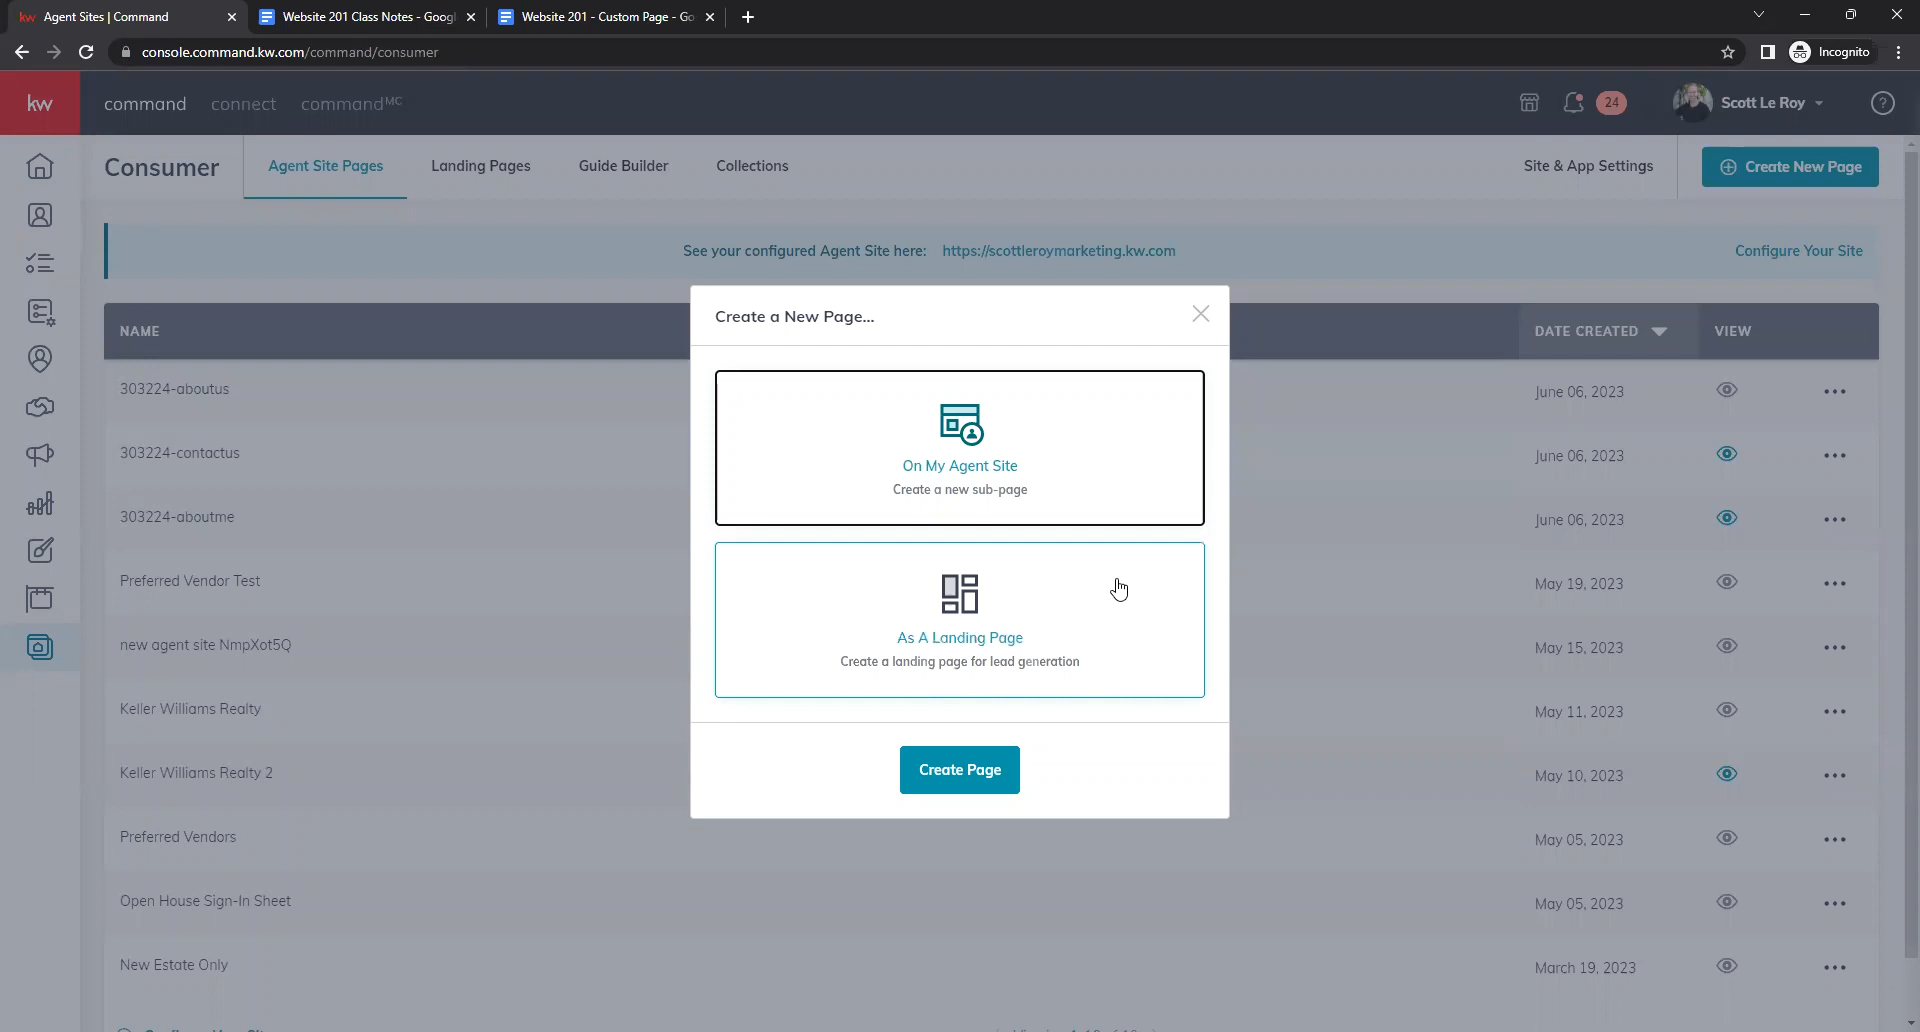 Agent Sites | Command
Website 201 Class Notes - Googl
Website 201 - Custom Page - Go
console.command.kw.com/command/consumer
Incognito
kw
command
connect
commandMC
24
Scott Le Roy
Consumer
Agent Site Pages
Landing Pages
Guide Builder
Collections
Site & App Settings
Create New Page
See your configured Agent Site here: https://scottleroymarketing.kw.com
Configure Your Site
NAME
DATE CREATED
VIEW
303224-aboutus
June 06, 2023
303224-contactus
June 06, 2023
303224-aboutme
June 06, 2023
Preferred Vendor Test
May 19, 2023
new agent site NmpXot5Q
May 15, 2023
Keller Williams Realty
May 11, 2023
Keller Williams Realty 2
May 10, 2023
Preferred Vendors
May 05, 2023
Open House Sign-In Sheet
May 05, 2023
New Estate Only
March 19, 2023
Create a New Page...
On My Agent Site
Create a new sub-page
As A Landing Page
Create a landing page for lead generation
Create Page